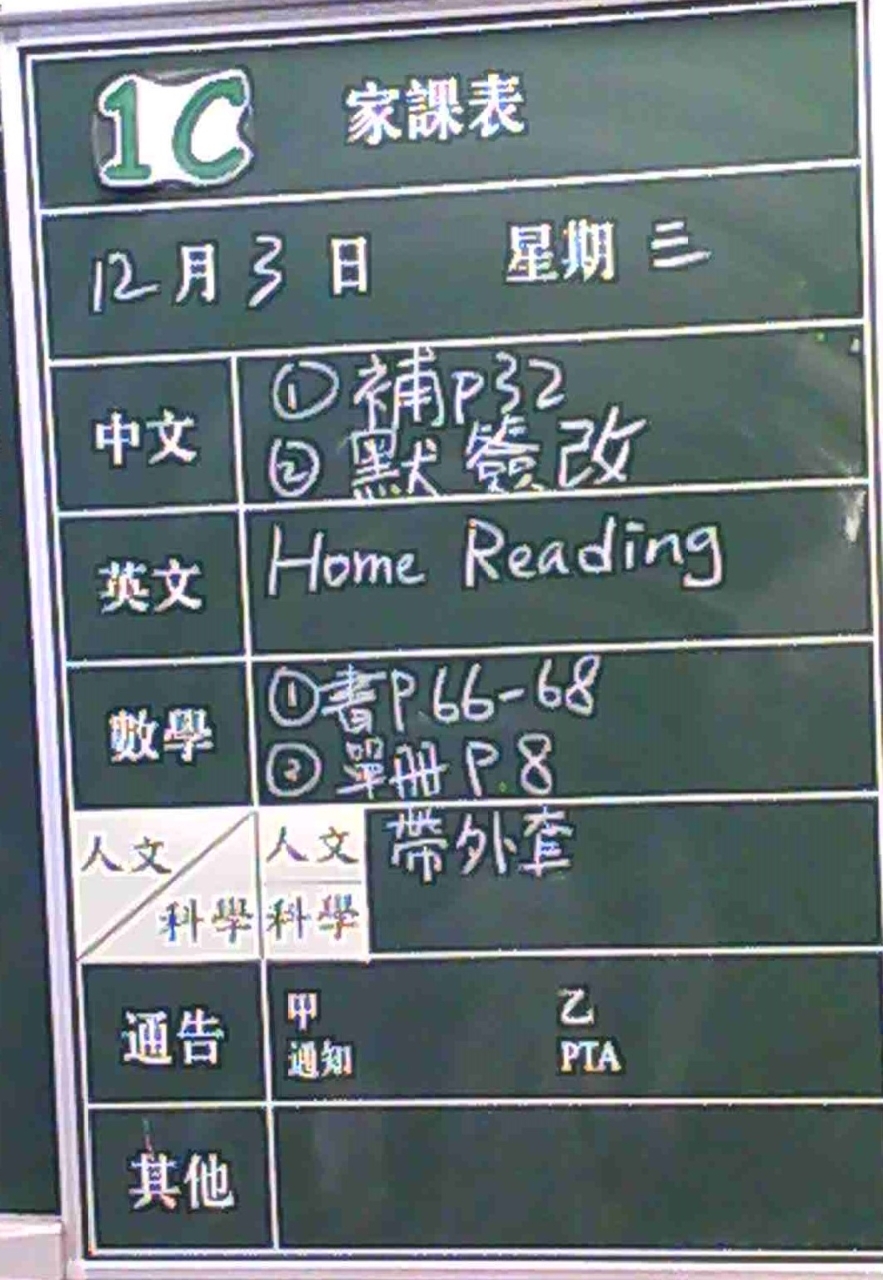 1C 家課表
12月3日 星期三
中文 ①補P32
②默簽改
英文 Home Reading
數學 ①書P.66-68
②單冊 P.8
人文 人文 帶外套
科學 科學
通告 甲 乙
通知 PTA
其他